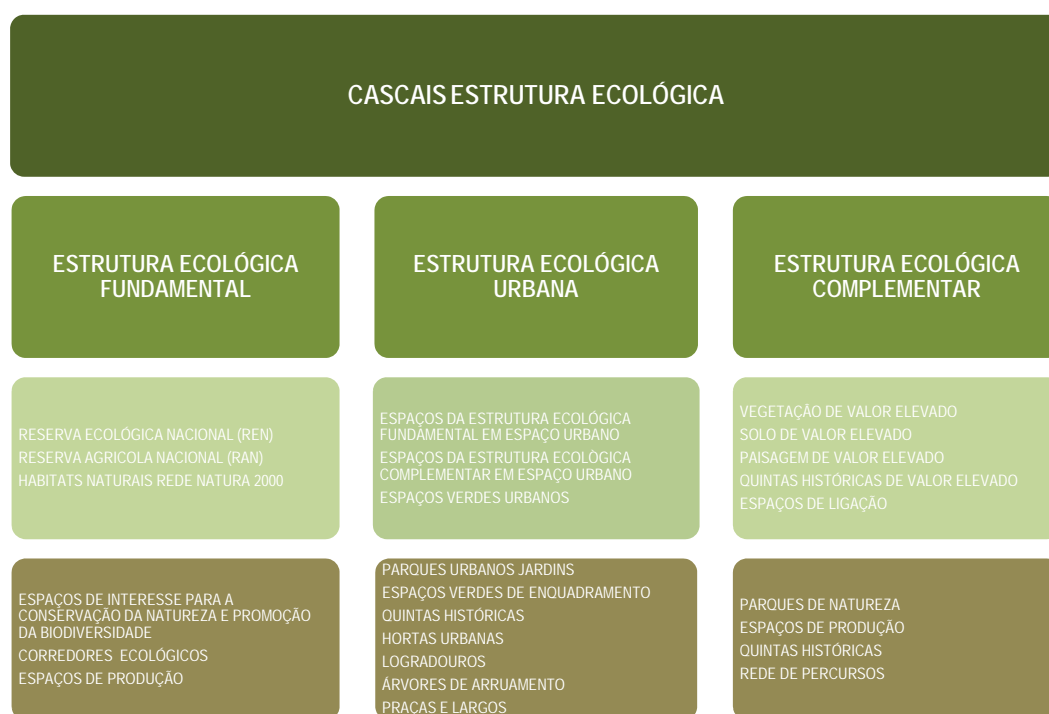 CASCAIS ESTRUTURA ECOLÓGICA
ESTRUTURA ECOLÓGICA
FUNDAMENTAL
ESTRUTURA ECOLÓGICA
URBANA
ESTRUTURA ECOLÓGICA
COMPLEMENTAR
RESERVA ECOLÓGICA NACIONAL (REN)
RESERVA AGRICOLA NACIONAL (RAN)
HABITATS NATURAIS REDE NATURA 2000
ESPAÇOS DA ESTRUTURA ECOLÓGICA
FUNDAMENTAL EM ESPAÇO URBANO
ESPAÇOS DA ESTRUTURA ECOLÓGICA
COMPLEMENTAR EM ESPAÇO URBANO
ESPAÇOS VERDES URBANOS
VEGETAÇÃO DE VALOR ELEVADO
SOLO DE VALOR ELEVADO
PAISAGEM DE VALOR ELEVADO
QUINTAS HISTÓRICAS DE VALOR ELEVADO
ESPAÇOS DE LIGAÇÃO
ESPAÇOS DE INTERESSE PARA A
CONSERVAÇÃO DA NATUREZA E PROMOÇÃO
DA BIODIVERSIDADE
CORREDORES ECOLÓGICOS
ESPAÇOS DE PRODUÇÃO
PARQUES URBANOS JARDINS
ESPAÇOS VERDES DE ENQUADRAMENTO
QUINTAS HISTÓRICAS
HORTAS URBANAS
LOGRADOUROS
ÁRVORES DE ARRUAMENTO
PRAÇAS E LARGOS
PARQUES DE NATUREZA
ESPAÇOS DE PRODUÇÃO
QUINTAS HISTÓRICAS
REDE DE PERCURSOS